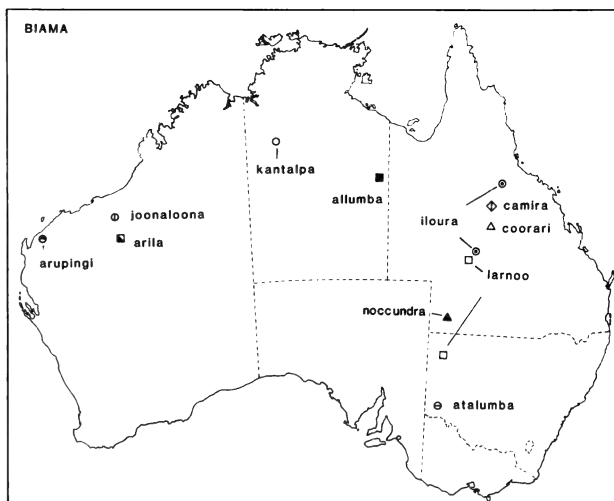 BIAMA
kantalpa
allumba
joonaloona
arila
arupingi
iloura
camira
coorari
larnoo
noccundra
atalumba